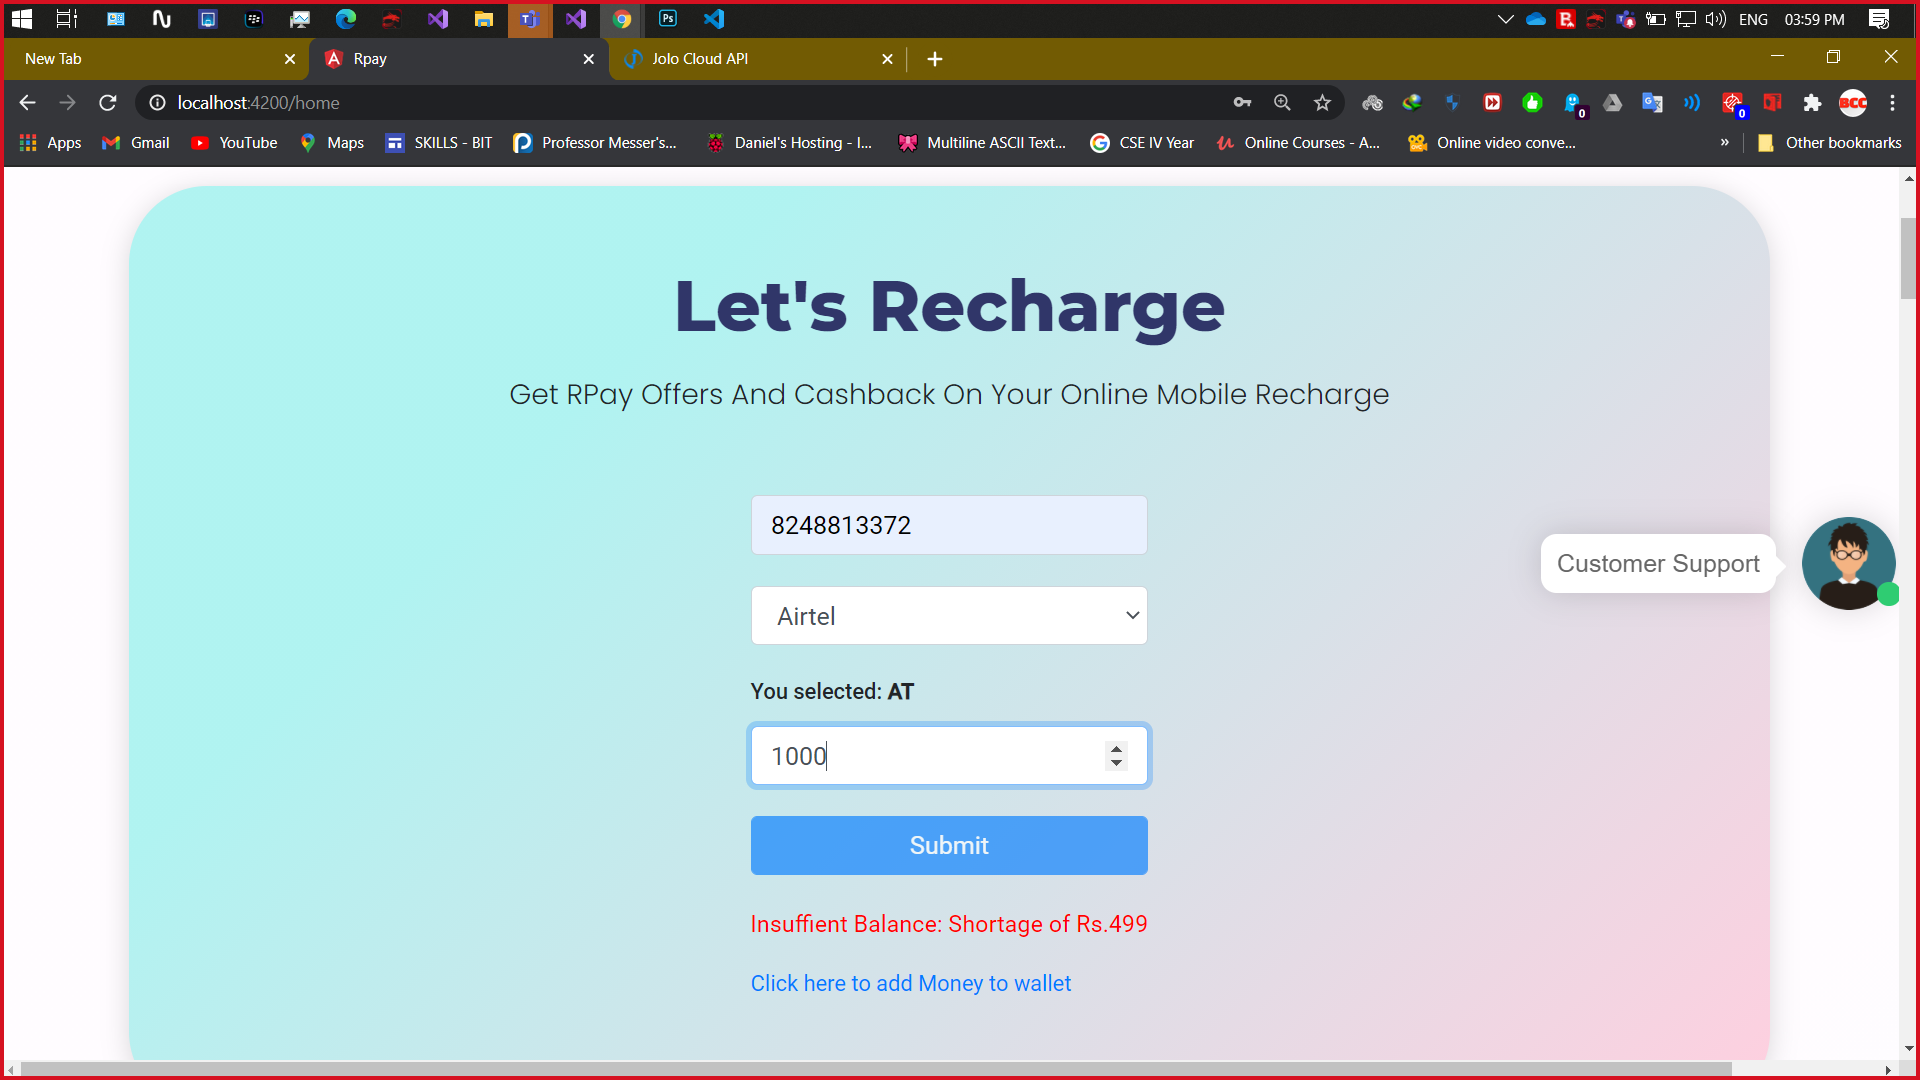 ENG 03:59 PM
New Tab
Rpay
Jolo Cloud API
localhost:4200/home
Apps
Gmail
YouTube
Maps
SKILLS - BIT
Professor Messer's...
Daniel's Hosting - I...
Multiline ASCII Text...
CSE IV Year
Online Courses - A...
Online video conve...
»
Other bookmarks
Let's Recharge
Get RPay Offers And Cashback On Your Online Mobile Recharge
8248813372
Customer Support
Airtel
You selected: AT
1000
Submit
Insuffient Balance: Shortage of Rs.499
Click here to add Money to wallet